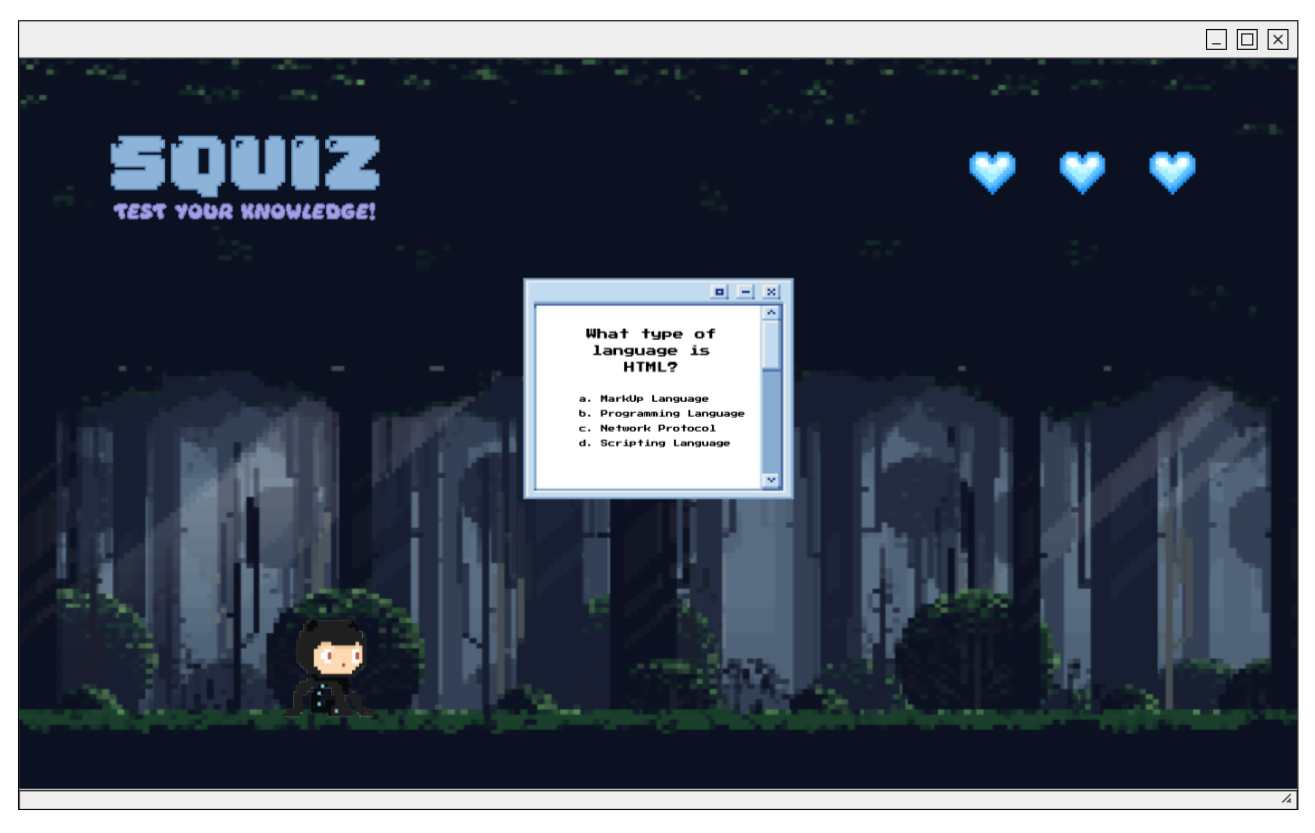 SQUIZ
TEST YOUR KNOWLEDGE!
What type of
language is
HTML?
a. MarkUp Language
b. Programming Language
c. Network Protocol
d. Scripting Language